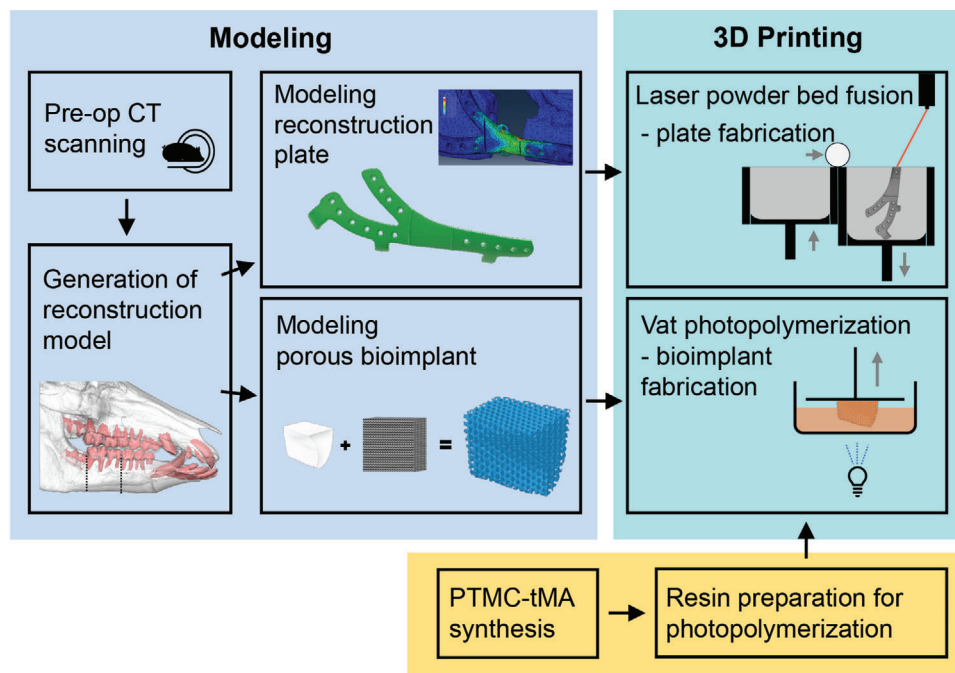 Modeling
Pre-op CT
scanning
Generation of
reconstruction
model
Modeling
reconstruction
plate
Modeling
porous bioimplant
+
=
3D Printing
Laser powder bed fusion
- plate fabrication
Vat photopolymerization
- bioimplant
fabrication
PTMC-tMA
synthesis
Resin preparation for
photopolymerization